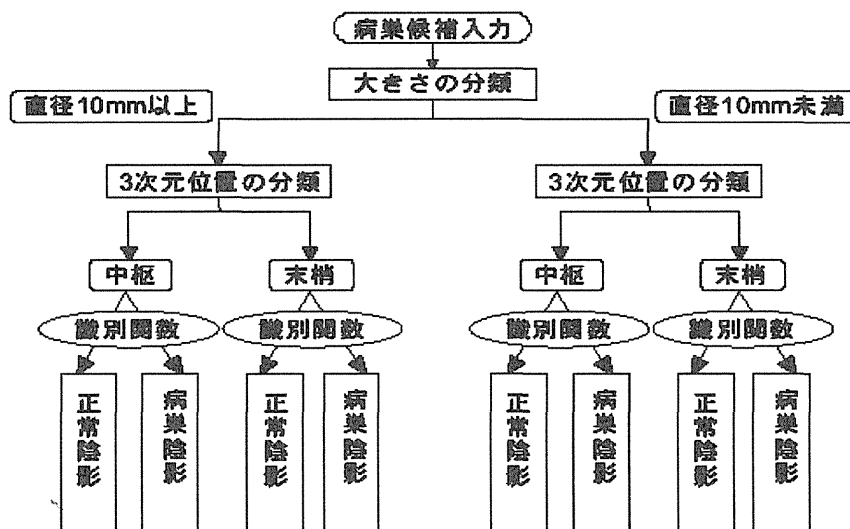 病巣候補入力
大きさの分類
直径10mm以上
直径10mm未満
3次元位置の分類
3次元位置の分類
中枢
末梢
中枢
末梢
識別関数
識別関数
識別関数
識別関数
正常陰影
病巣陰影
正常陰影
病巣陰影
正常陰影
病巣陰影
正常陰影
病巣陰影